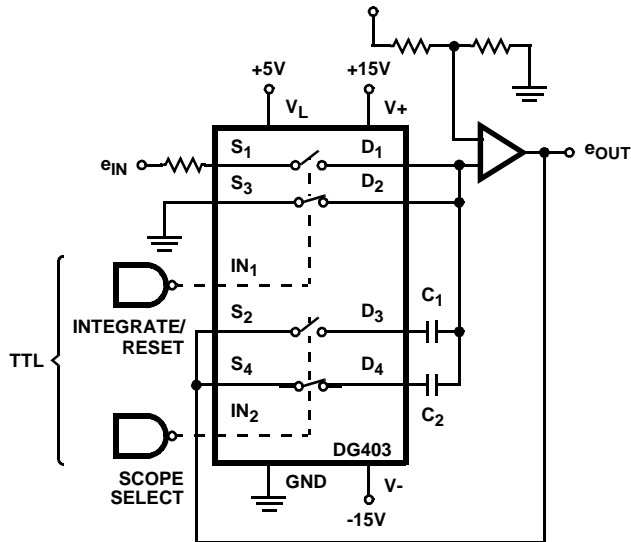 +5V
+15V
VL
V+
eIN
S1
D1
eOUT
S3
D2
IN1
INTEGRATE/
RESET
S2
D3
C1
TTL
S4
D4
IN2
C2
DG403
SCOPE
SELECT
GND
V-
-15V